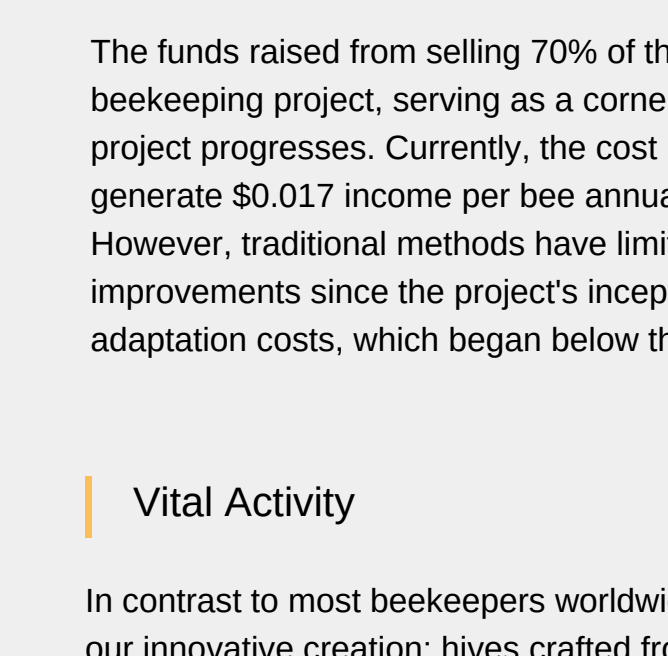 The funds raised from selling 70% of th
beekeeping project, serving as a corne
project progresses. Currently, the cost
generate $0.017 income per bee annua
However, traditional methods have limi
improvements since the project's incep
adaptation costs, which began below th
Vital Activity
In contrast to most beekeepers worldwi
our innovative creation: hives crafted fro